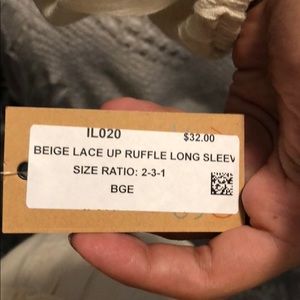 IL020
$32.00
BEIGE LACE UP RUFFLE LONG SLEEV
SIZE RATIO: 2-3-1
BGE